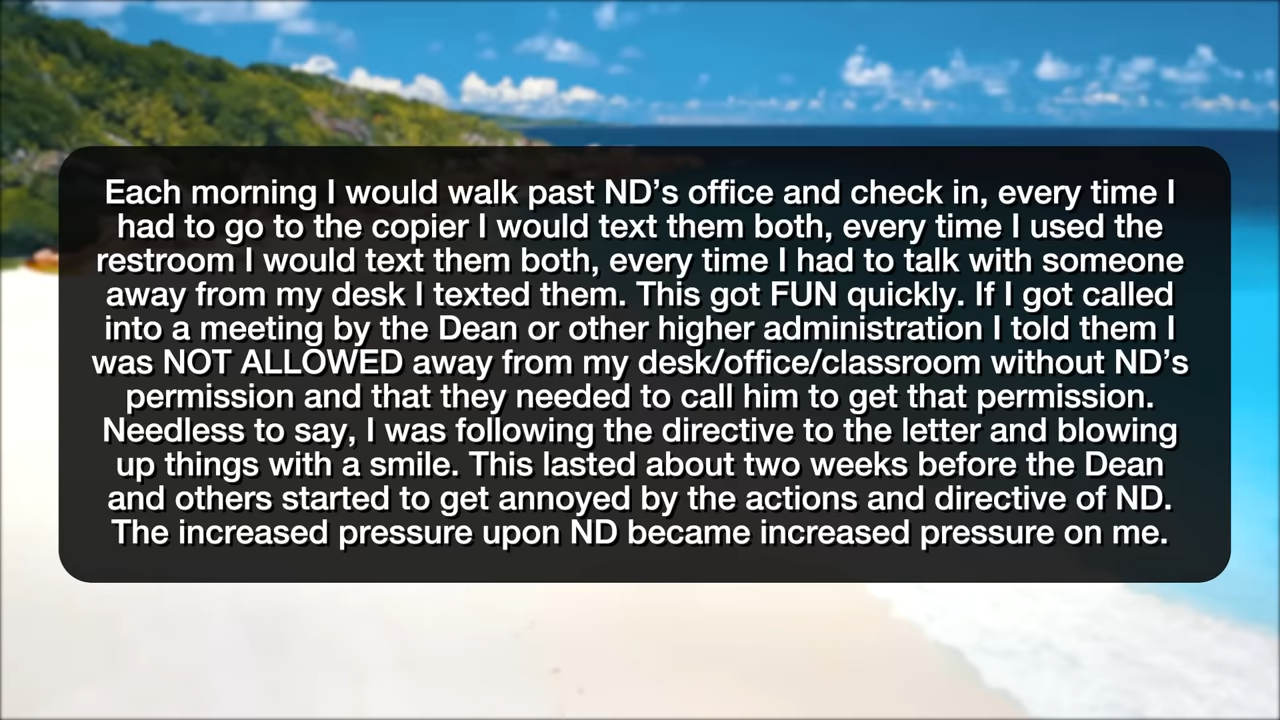 Each morning I would walk past ND’s office and check in, every time I
had to go to the copier I would text them both, every time I used the
restroom I would text them both, every time I had to talk with someone
away from my desk I texted them. This got FUN quickly. If I got called
into a meeting by the Dean or other higher administration I told them I
was NOT ALLOWED away from my desk/office/classroom without ND’s
permission and that they needed to call him to get that permission.
Needless to say, I was following the directive to the letter and blowing
up things with a smile. This lasted about two weeks before the Dean
and others started to get annoyed by the actions and directive of ND.
The increased pressure upon ND became increased pressure on me.